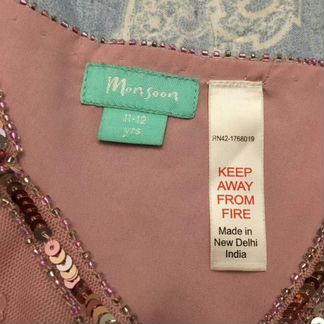 Monsoon
11-12
yrs
RN42-1768019
KEEP
AWAY
FROM
FIRE
Made in
New Delhi
India